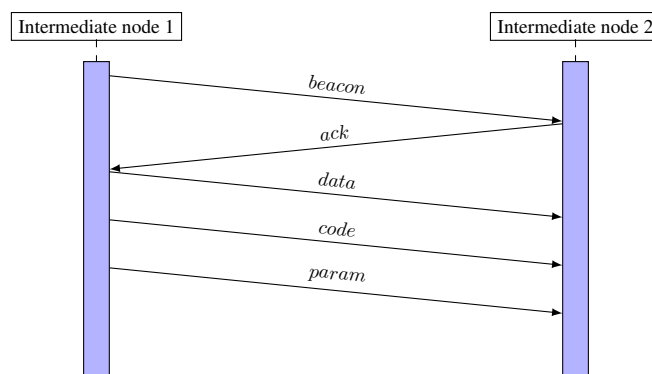 Intermediate node 1
Intermediate node 2
beacon
ack
data
code
param